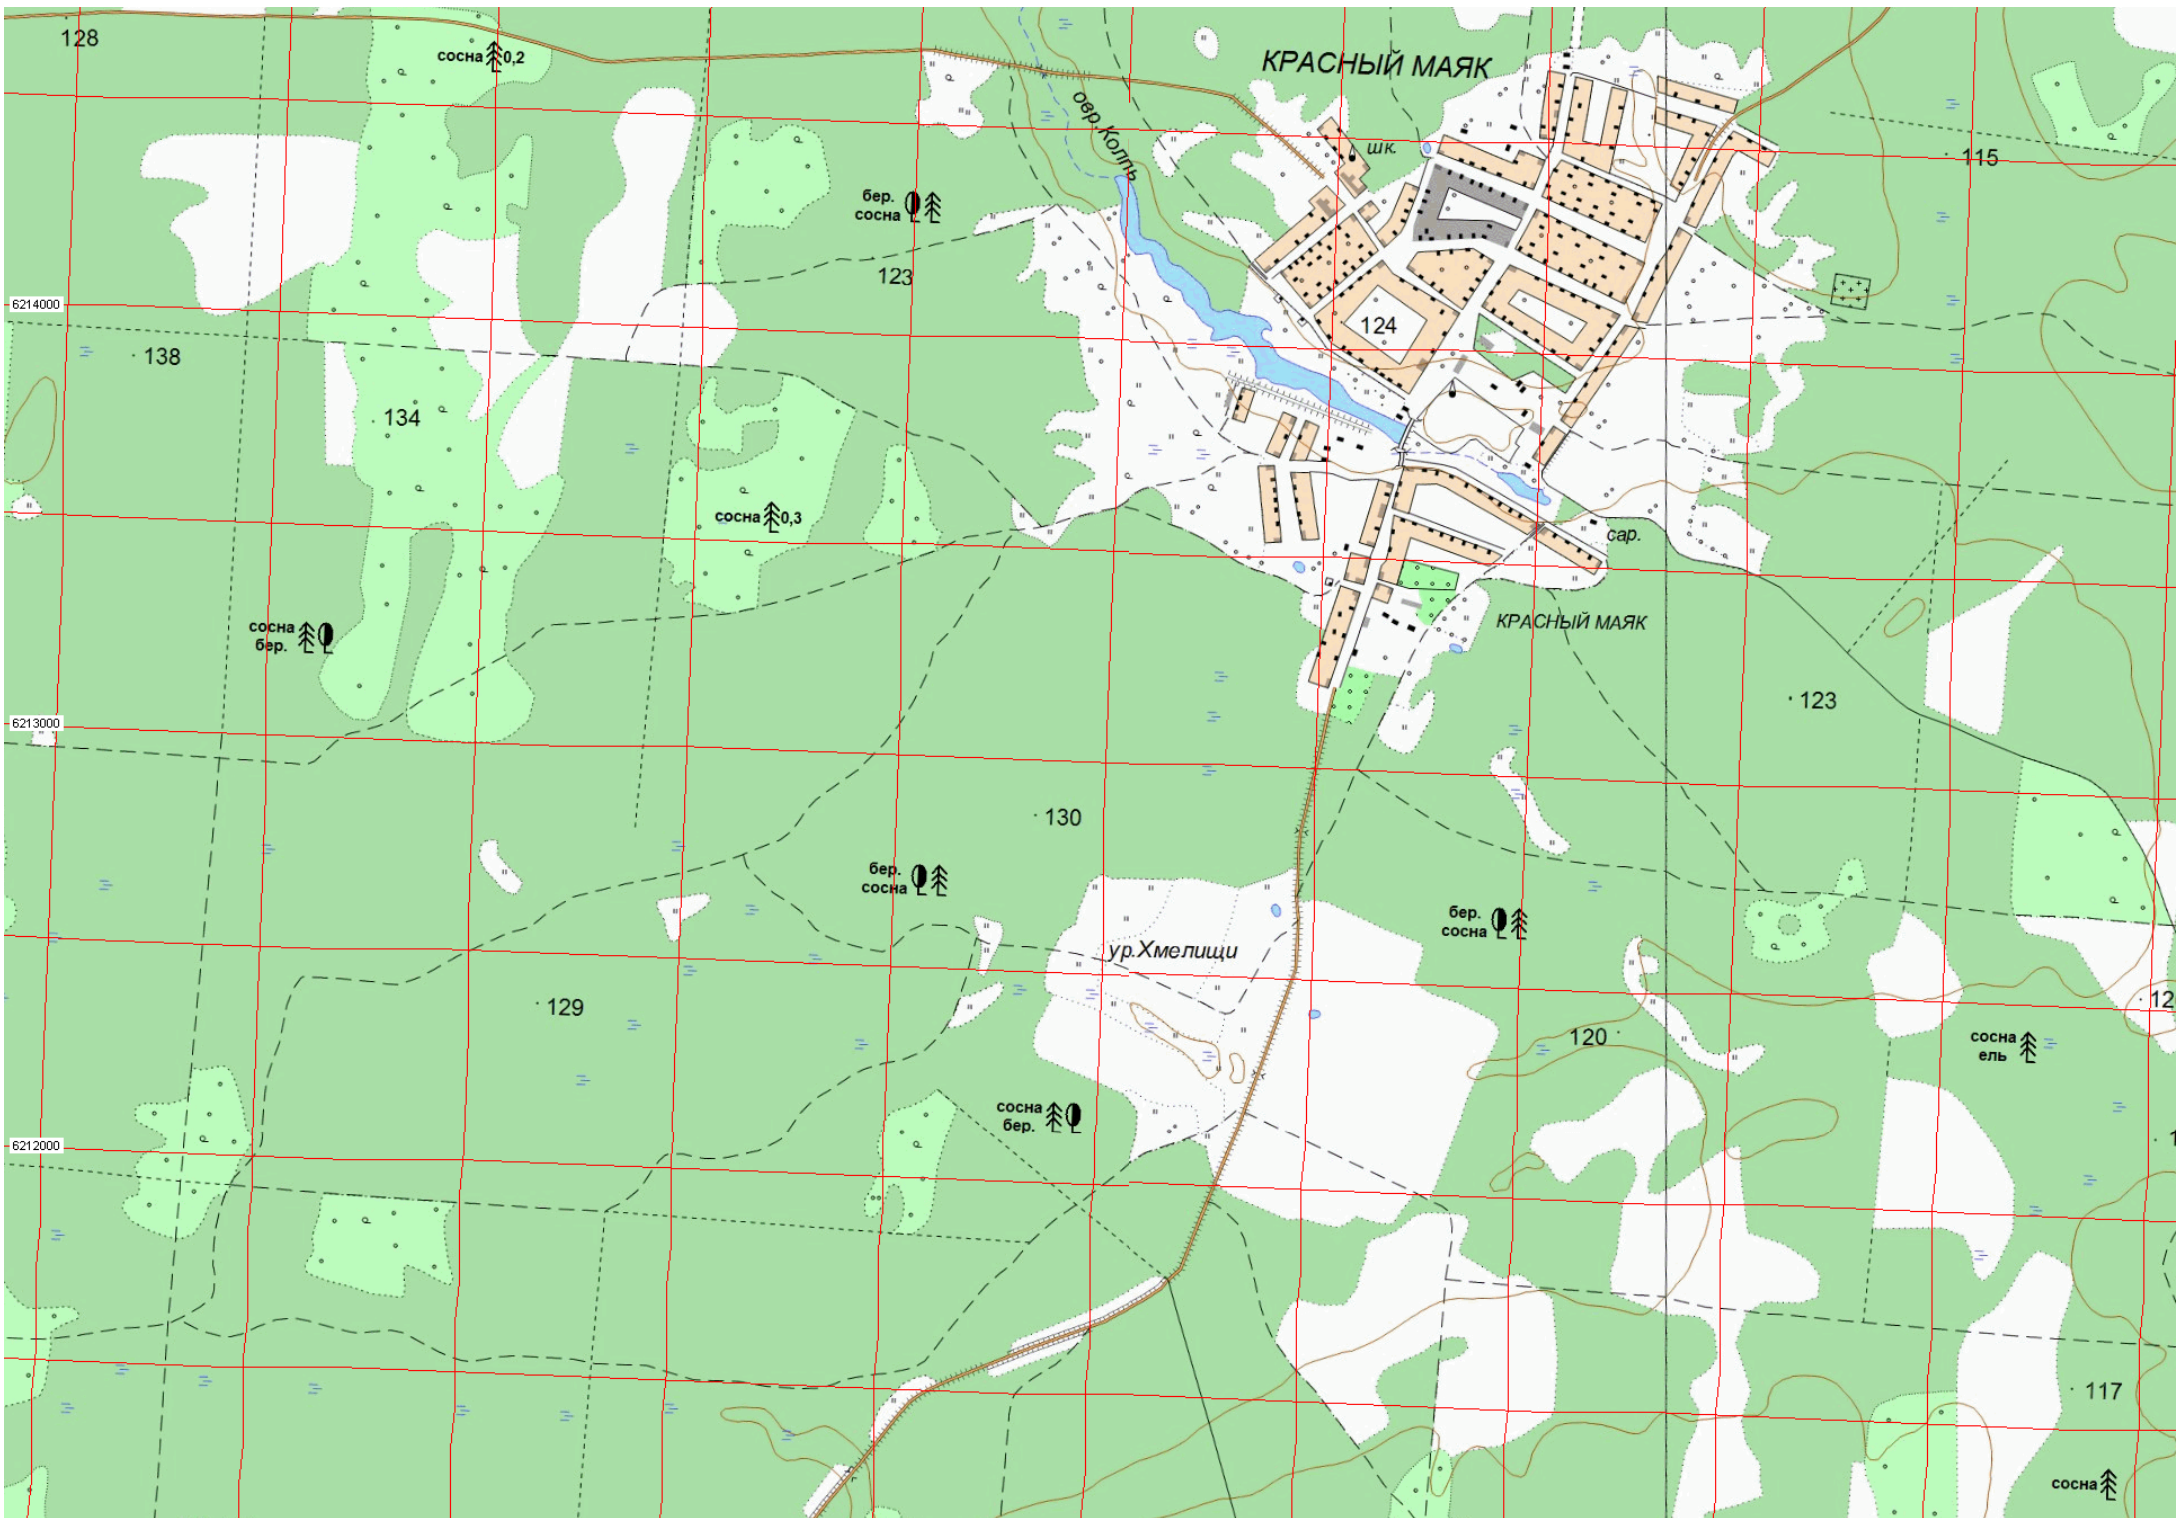 128
сосна 0,2
КРАСНЫЙ МАЯК
овр.Колпь
шк.
115
бер.
сосна
123
6214000
124
138
134
сосна 0,3
сар.
сосна
бер.
КРАСНЫЙ МАЯК
123
6213000
130
бер.
сосна
бер.
сосна
ур.Хмелищи
129
12
120
сосна
ель
сосна
бер.
6212000
1
117
сосна